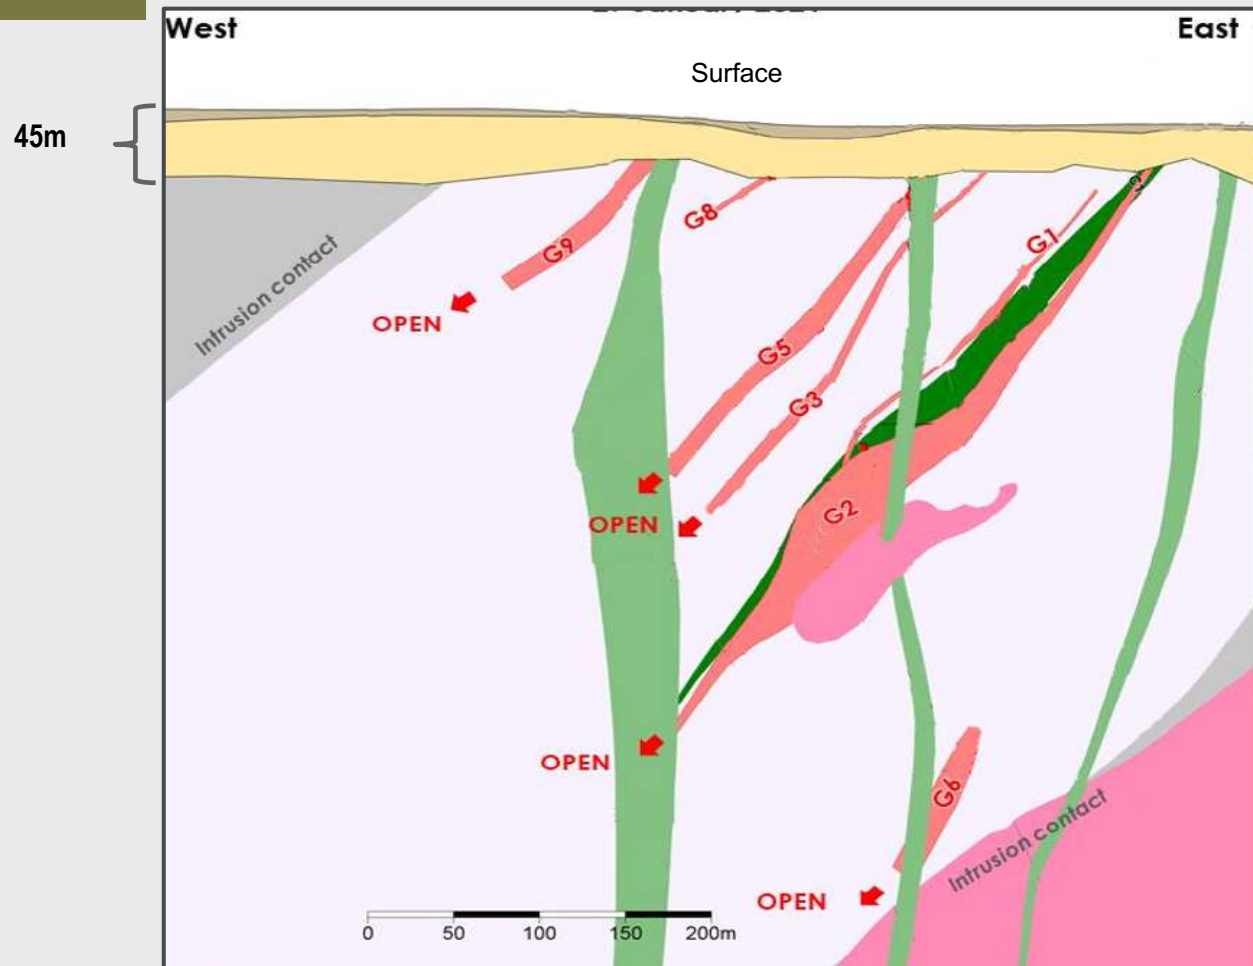 West
East
Surface
45m
Intrusion contact
G9
G8
OPEN
G1
G5
G3
G2
OPEN
OPEN
G6
Intrusion contact
OPEN
0 50 100 150 200m